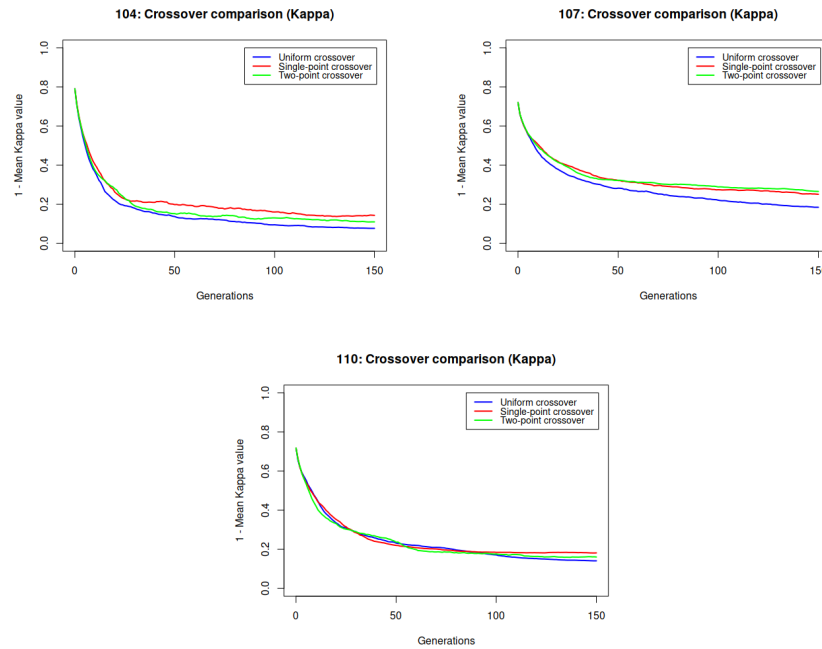 104: Crossover comparison (Kappa)
1.0
0.8
0.6
0.4
0.2
0.0
1 - Mean Kappa value
Uniform crossover
Single-point crossover
Two-point crossover
0 50 100 150
Generations
107: Crossover comparison (Kappa)
1.0
0.8
0.6
0.4
0.2
0.0
1 - Mean Kappa value
Uniform crossover
Single-point crossover
Two-point crossover
0 50 100 150
Generations
110: Crossover comparison (Kappa)
1.0
0.8
0.6
0.4
0.2
0.0
1 - Mean Kappa value
Uniform crossover
Single-point crossover
Two-point crossover
0 50 100 150
Generations